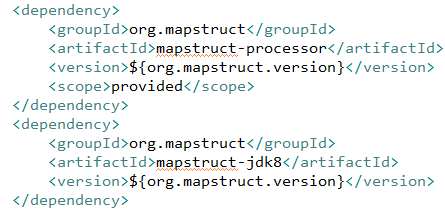 <dependency>
    <groupId>org.mapstruct</groupId>
    <artifactId>mapstruct-processor</artifactId>
    <version>${org.mapstruct.version}</version>
    <scope>provided</scope>
</dependency>
<dependency>
    <groupId>org.mapstruct</groupId>
    <artifactId>mapstruct-jdk8</artifactId>
    <version>${org.mapstruct.version}</version>
</dependency>